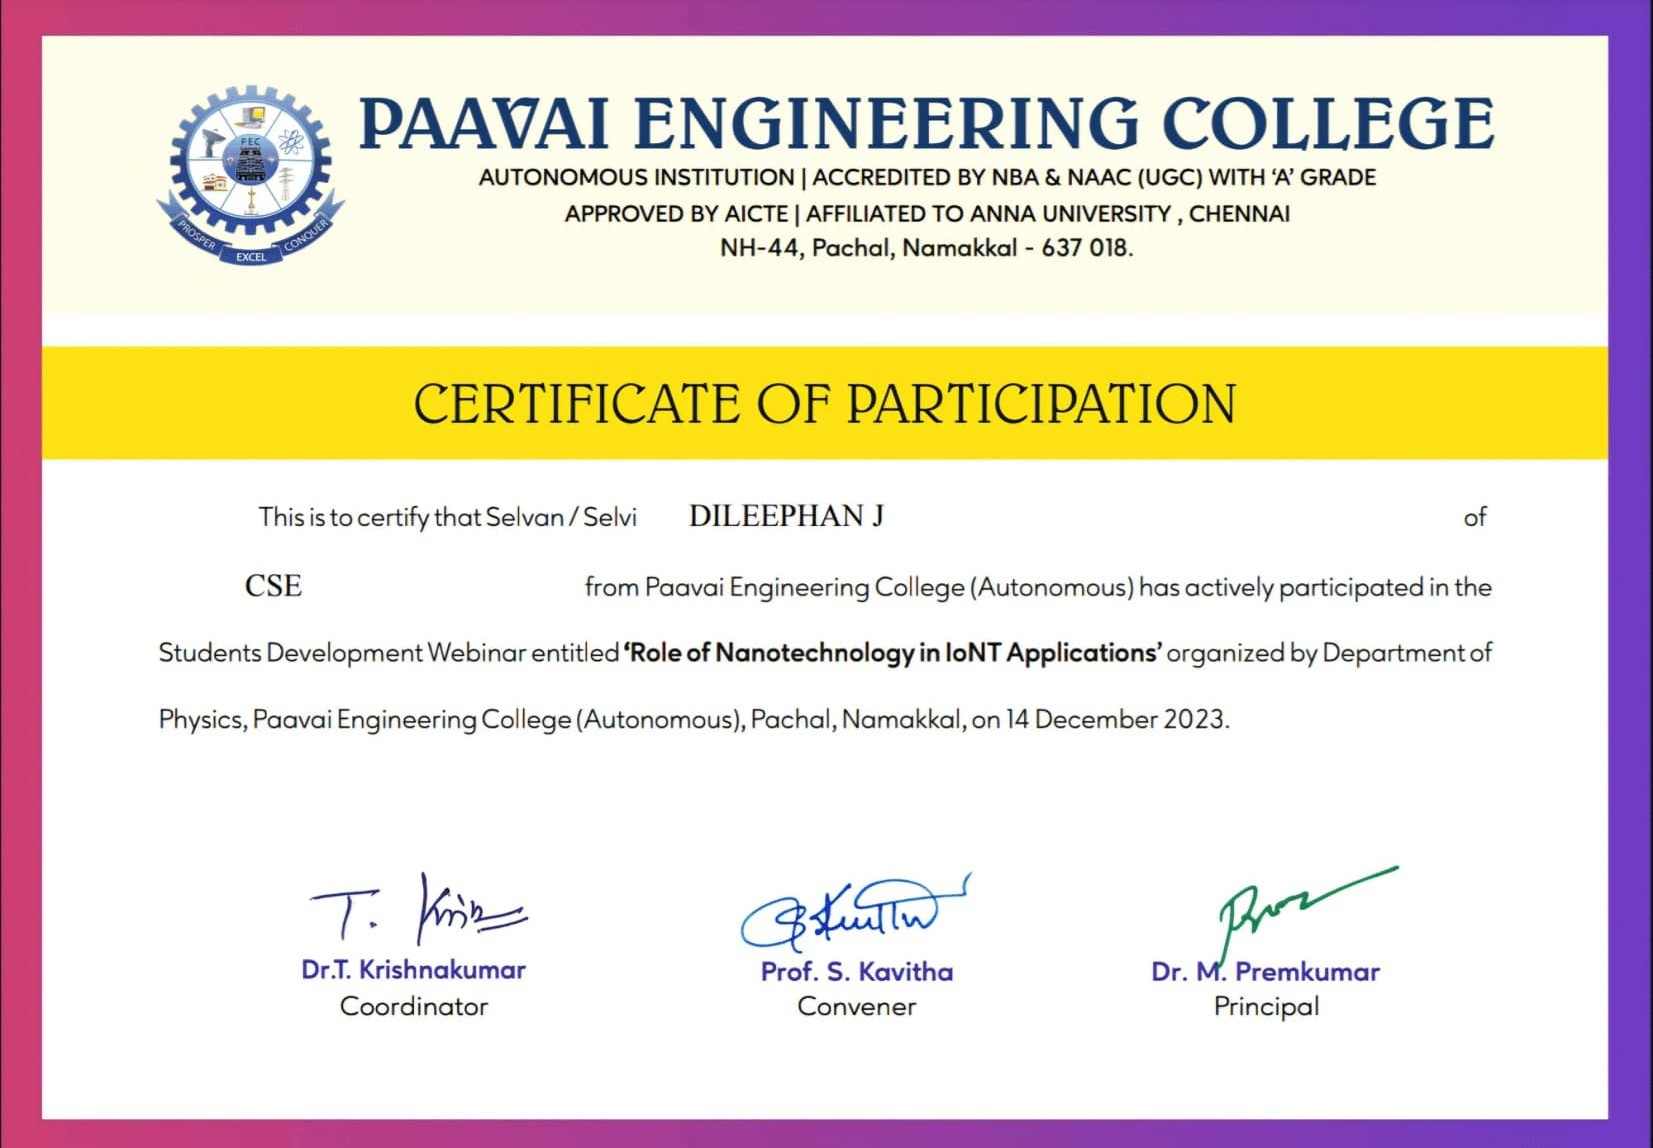 PEC
PROSPER
EXCEL
CONQUER
PAAVAI ENGINEERING COLLEGE
AUTONOMOUS INSTITUTION | ACCREDITED BY NBA & NAAC (UGC) WITH ‘A’ GRADE
APPROVED BY AICTE | AFFILIATED TO ANNA UNIVERSITY , CHENNAI
NH-44, Pachal, Namakkal - 637 018.
CERTIFICATE OF PARTICIPATION
This is to certify that Selvan / Selvi DILEEPHAN J of
CSE from Paavai Engineering College (Autonomous) has actively participated in the
Students Development Webinar entitled ‘Role of Nanotechnology in IoNT Applications’ organized by Department of
Physics, Paavai Engineering College (Autonomous), Pachal, Namakkal, on 14 December 2023.
Dr.T. Krishnakumar
Coordinator
Prof. S. Kavitha
Convener
Dr. M. Premkumar
Principal